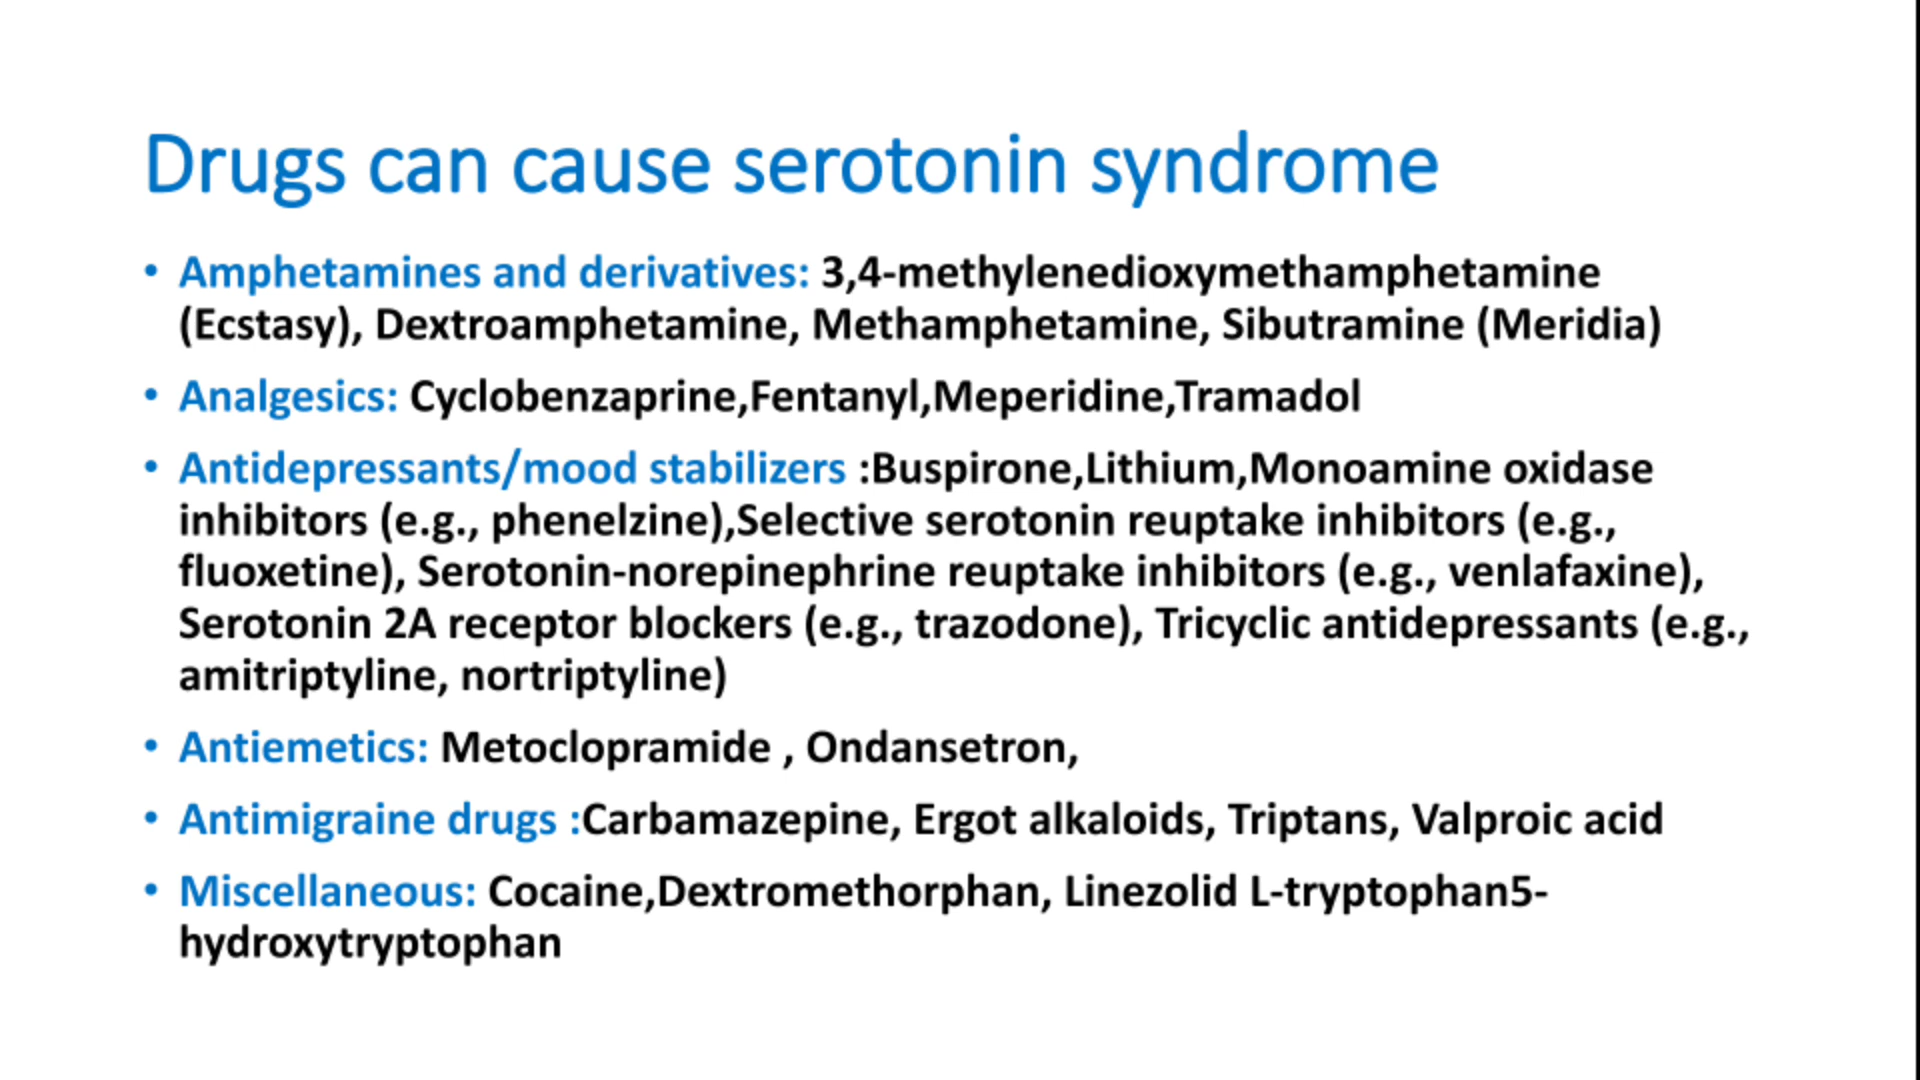 Drugs can cause serotonin syndrome
• Amphetamines and derivatives: 3,4-methylenedioxymethamphetamine
(Ecstasy), Dextroamphetamine, Methamphetamine, Sibutramine (Meridia)
• Analgesics: Cyclobenzaprine,Fentanyl,Meperidine,Tramadol
• Antidepressants/mood stabilizers :Buspirone,Lithium,Monoamine oxidase
inhibitors (e.g., phenelzine),Selective serotonin reuptake inhibitors (e.g.,
fluoxetine), Serotonin-norepinephrine reuptake inhibitors (e.g., venlafaxine),
Serotonin 2A receptor blockers (e.g., trazodone), Tricyclic antidepressants (e.g.,
amitriptyline, nortriptyline)
• Antiemetics: Metoclopramide , Ondansetron,
• Antimigraine drugs :Carbamazepine, Ergot alkaloids, Triptans, Valproic acid
• Miscellaneous: Cocaine,Dextromethorphan, Linezolid L-tryptophan5-
hydroxytryptophan